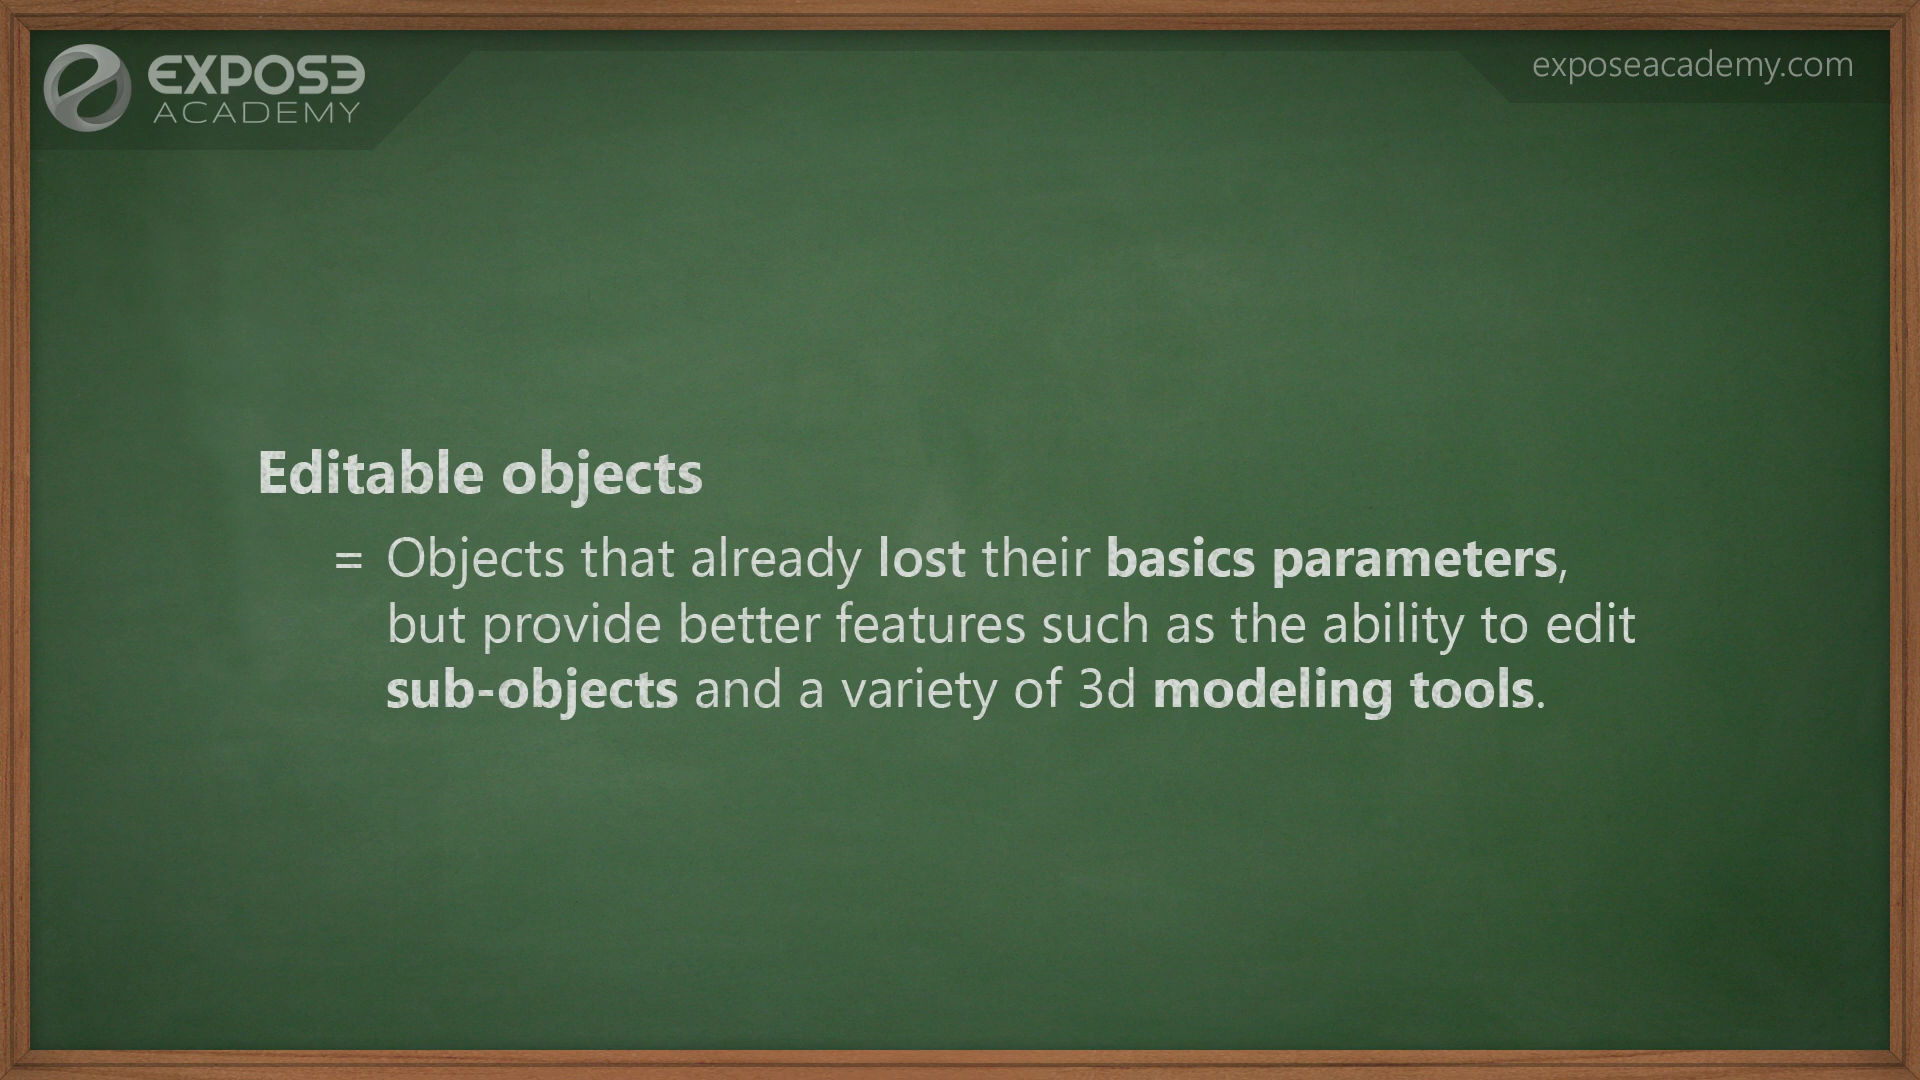 EXPOSE
ACADEMY
exposeacademy.com
Editable objects
= Objects that already lost their basics parameters,
but provide better features such as the ability to edit
sub-objects and a variety of 3d modeling tools.